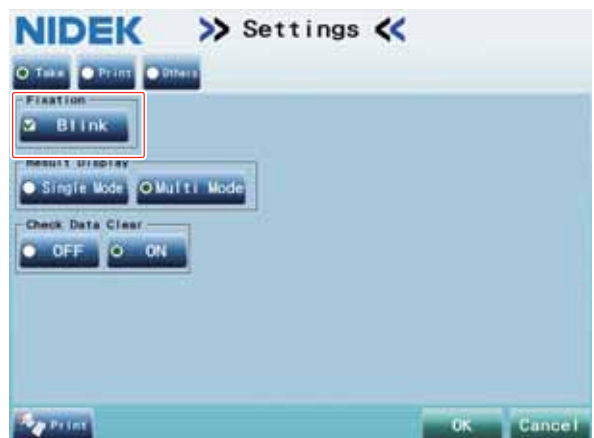 NIDEK >> Settings <<
Take Print Others
Fixation
Blink
Result Display
Single Mode Multi Mode
Check Data Clear
OFF ON
Print OK Cancel